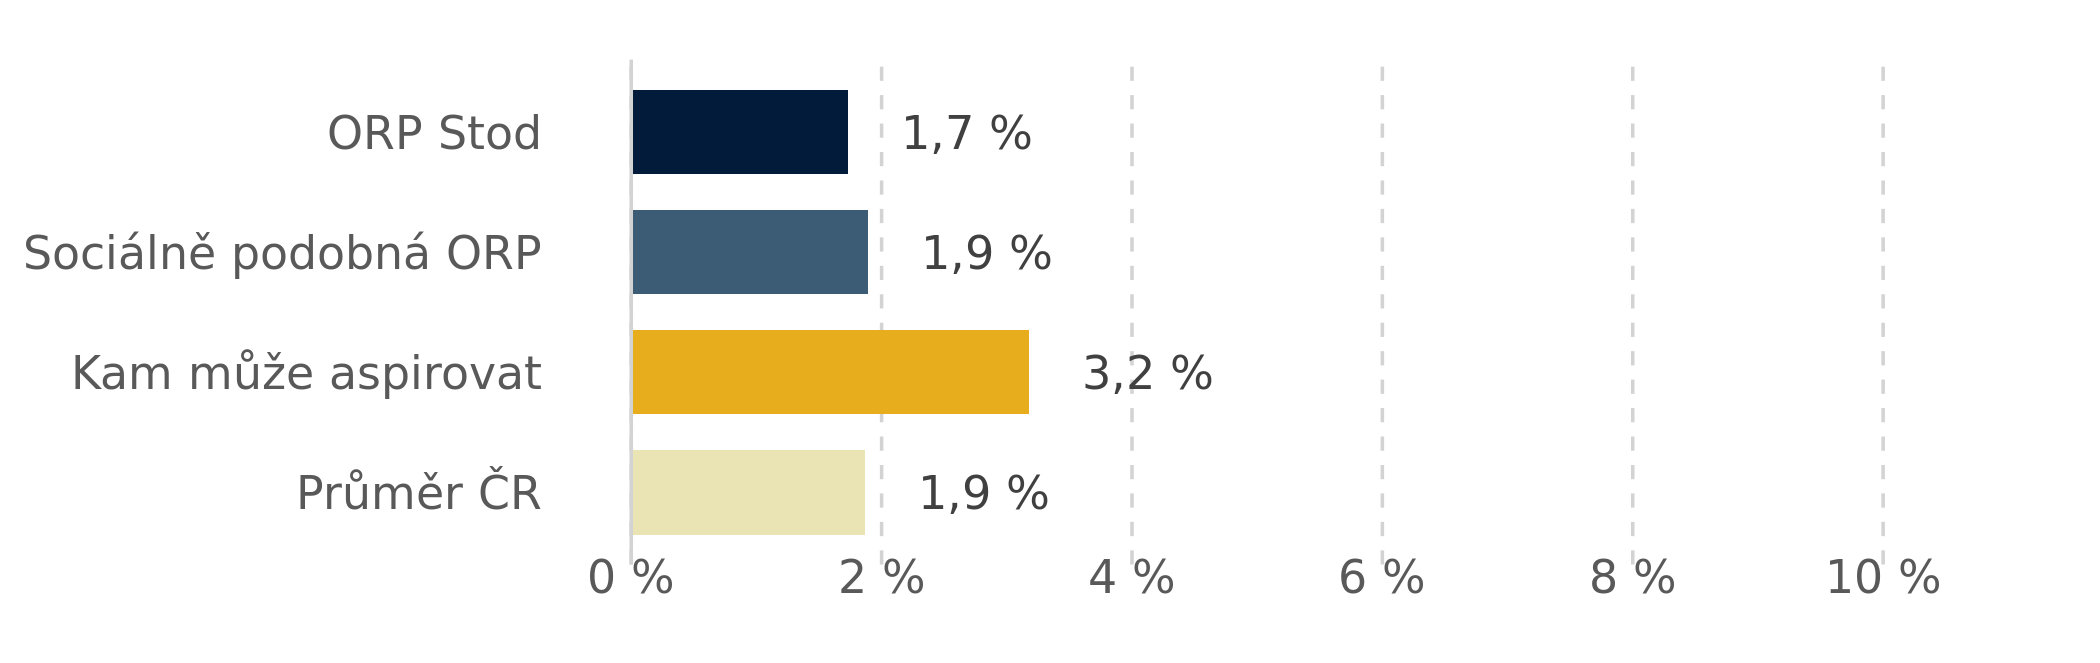 ORP Stod 1,7 %
Sociálně podobná ORP 1,9 %
Kam může aspirovat 3,2 %
Průměr ČR 1,9 %
0 % 2 % 4 % 6 % 8 % 10 %